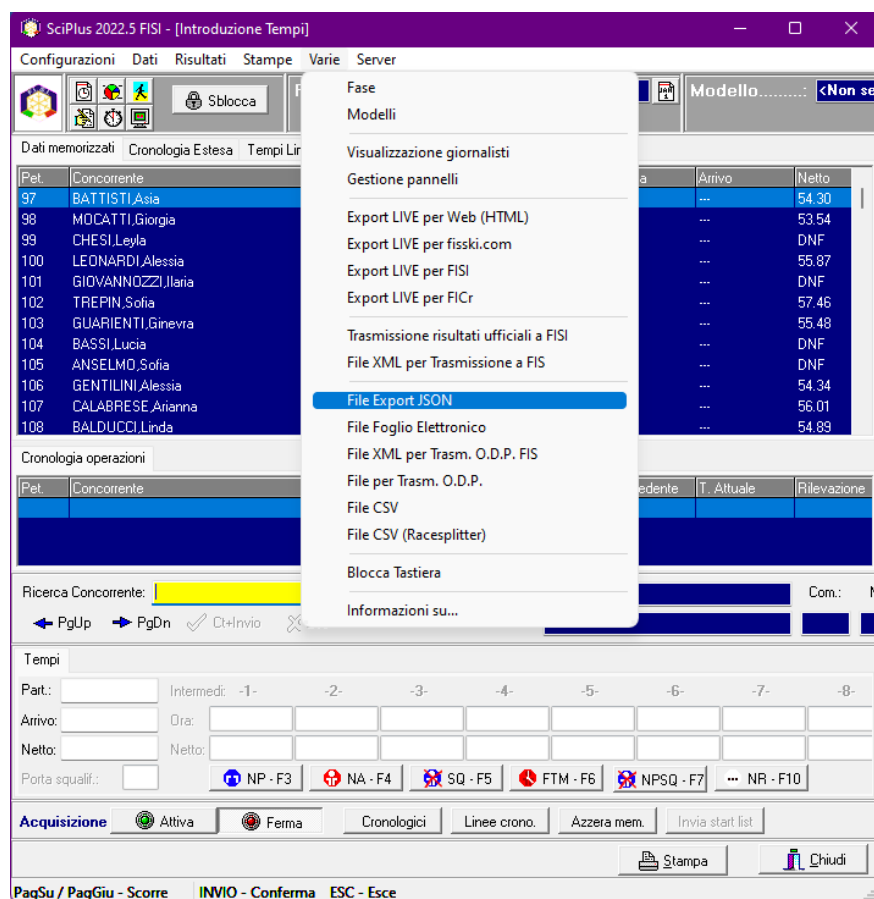 SciPlus 2022.5 FISI - [Introduzione Tempi]
Configurazioni Dati Risultati Stampe Varie Server
Sblocca
Modello.........: <Non se
Fase
Modelli
Visualizzazione giornalisti
Gestione pannelli
Export LIVE per Web (HTML)
Export LIVE per fisski.com
Export LIVE per FISI
Export LIVE per FICr
Trasmissione risultati ufficiali a FISI
File XML per Trasmissione a FIS
File Export JSON
File Foglio Elettronico
File XML per Trasm. O.D.P. FIS
File per Trasm. O.D.P.
File CSV
File CSV (Racesplitter)
Blocca Tastiera
Informazioni su...
Dati memorizzati Cronologia Estesa Tempi Lin
Pet. Concorrente a Arrivo Netto
97 BATTISTI,Asia --- 54.30
98 MOCATTI,Giorgia --- 53.54
99 CHESI,Leyla --- DNF
100 LEONARDI,Alessia --- 55.87
101 GIOVANNOZZI,Ilaria --- DNF
102 TREPIN,Sofia --- 57.46
103 GUARIENTI,Ginevra --- 55.48
104 BASSI,Lucia --- DNF
105 ANSELMO,Sofia --- DNF
106 GENTILINI,Alessia --- 54.34
107 CALABRESE,Arianna --- 56.01
108 BALDUCCI,Linda --- 54.89
Cronologia operazioni
Pet. Concorrente edente T. Attuale Rilevazione
Ricerca Concorrente: Com.: N
PgUp PgDn Ct+Invio
Tempi
Part.: Intermedi: -1- -2- -3- -4- -5- -6- -7- -8-
Arrivo: Ora:
Netto: Netto:
Porta squalif.: NP - F3 NA - F4 SQ - F5 FTM - F6 NPSQ - F7 NR - F10
Acquisizione Attiva Ferma Cronologici Linee crono. Azzera mem. Invia start list
Stampa Chiudi
PagSu / PagGiu - Scorre INVIO - Conferma ESC - Esce